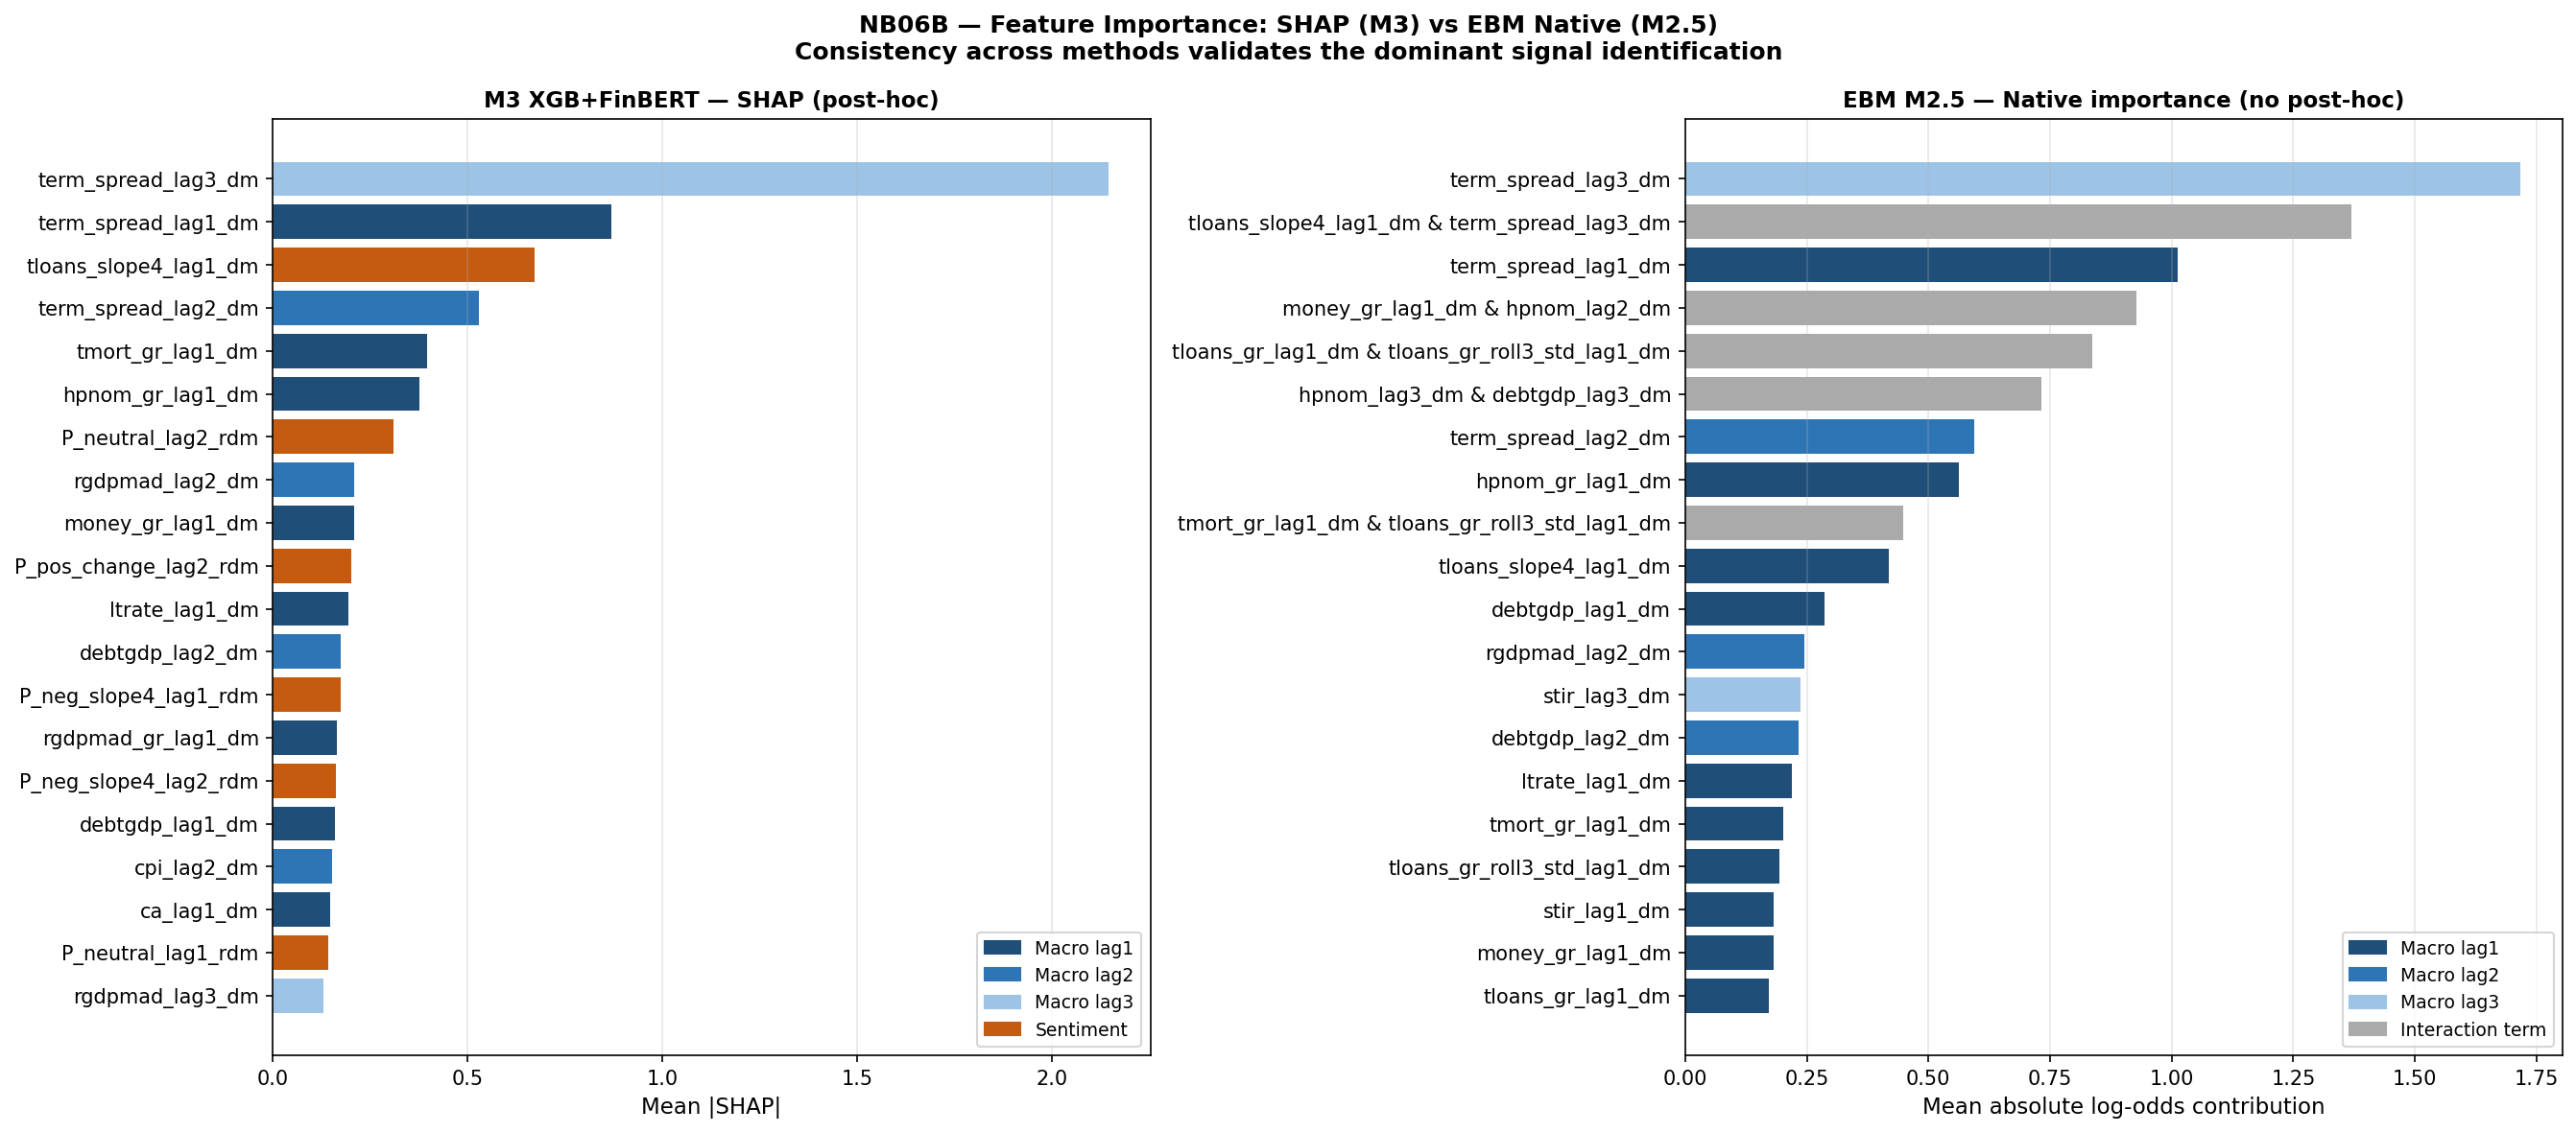 NB06B — Feature Importance: SHAP (M3) vs EBM Native (M2.5)
Consistency across methods validates the dominant signal identification
M3 XGB+FinBERT — SHAP (post-hoc)
term_spread_lag3_dm
term_spread_lag1_dm
tloans_slope4_lag1_dm
term_spread_lag2_dm
tmort_gr_lag1_dm
hpnom_gr_lag1_dm
P_neutral_lag2_rdm
rgdpmad_lag2_dm
money_gr_lag1_dm
P_pos_change_lag2_rdm
ltrate_lag1_dm
debtgdp_lag2_dm
P_neg_slope4_lag1_rdm
rgdpmad_gr_lag1_dm
P_neg_slope4_lag2_rdm
debtgdp_lag1_dm
cpi_lag2_dm
ca_lag1_dm
P_neutral_lag1_rdm
rgdpmad_lag3_dm
Macro lag1
Macro lag2
Macro lag3
Sentiment
0.0 0.5 1.0 1.5 2.0
Mean |SHAP|
EBM M2.5 — Native importance (no post-hoc)
term_spread_lag3_dm
tloans_slope4_lag1_dm & term_spread_lag3_dm
term_spread_lag1_dm
money_gr_lag1_dm & hpnom_lag2_dm
tloans_gr_lag1_dm & tloans_gr_roll3_std_lag1_dm
hpnom_lag3_dm & debtgdp_lag3_dm
term_spread_lag2_dm
hpnom_gr_lag1_dm
tmort_gr_lag1_dm & tloans_gr_roll3_std_lag1_dm
tloans_slope4_lag1_dm
debtgdp_lag1_dm
rgdpmad_lag2_dm
stir_lag3_dm
debtgdp_lag2_dm
ltrate_lag1_dm
tmort_gr_lag1_dm
tloans_gr_roll3_std_lag1_dm
stir_lag1_dm
money_gr_lag1_dm
tloans_gr_lag1_dm
Macro lag1
Macro lag2
Macro lag3
Interaction term
0.00 0.25 0.50 0.75 1.00 1.25 1.50 1.75
Mean absolute log-odds contribution